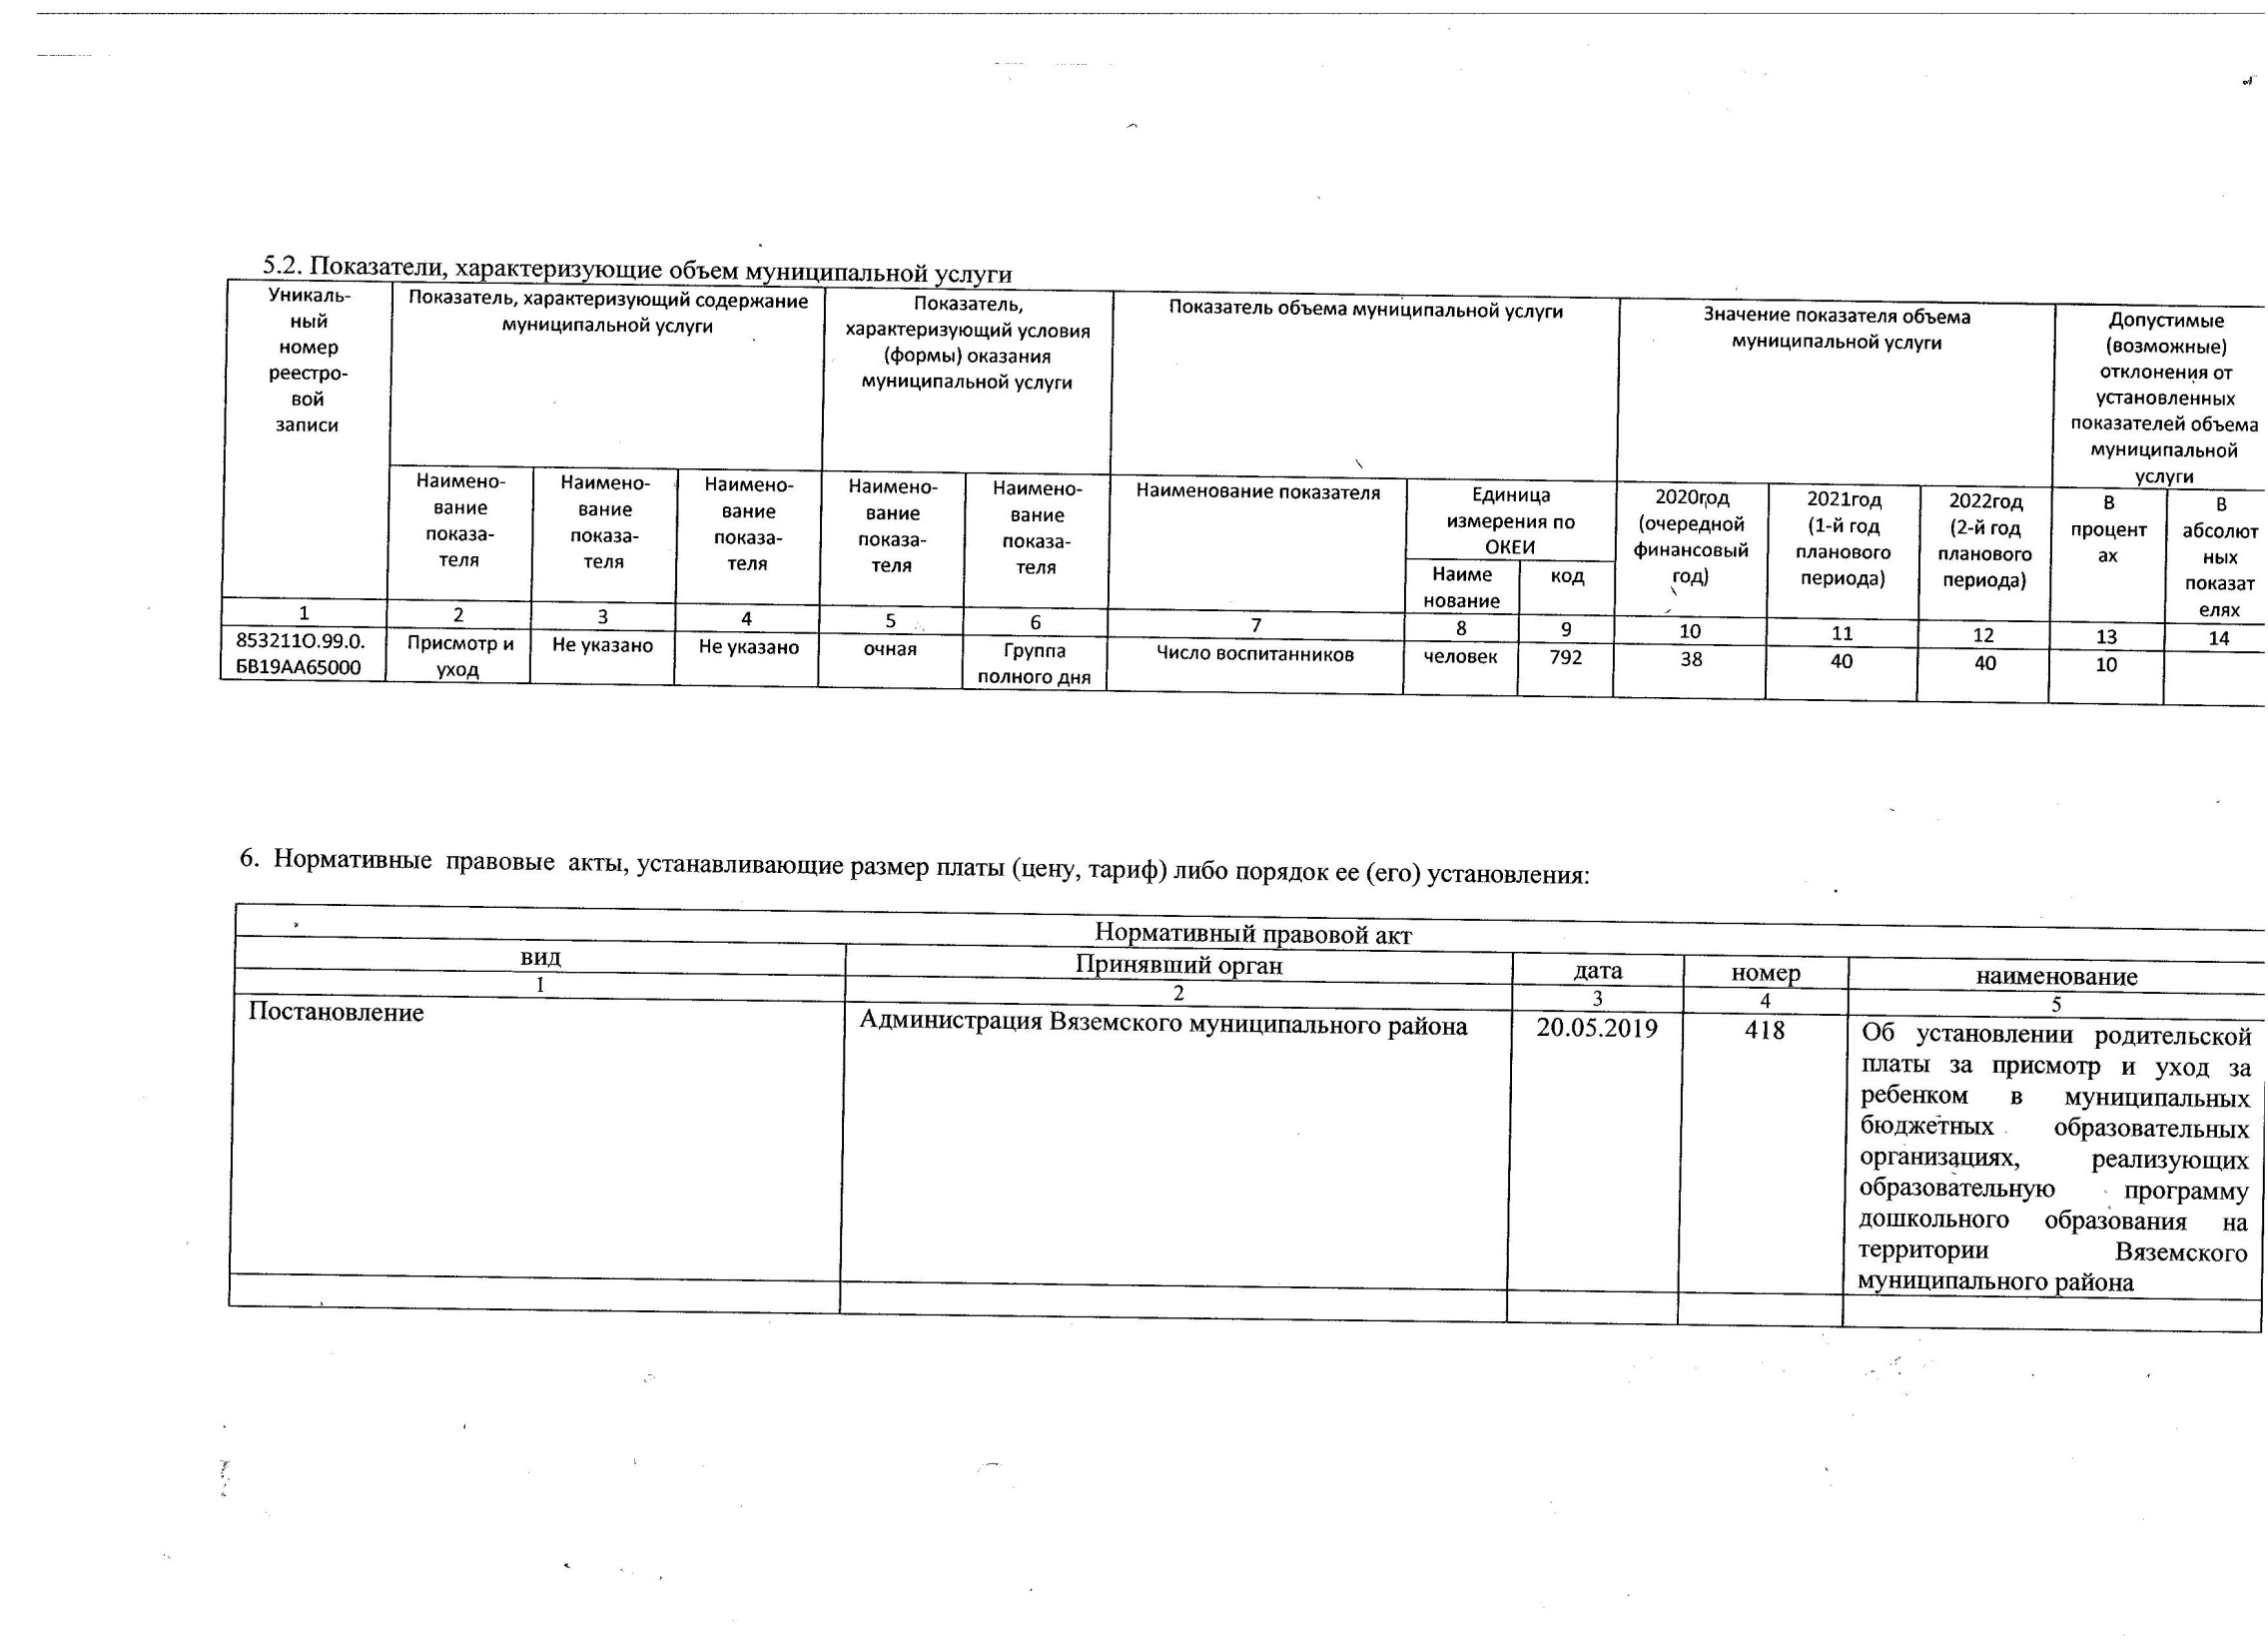 5.2. Показатели, характеризующие объем муниципальной услуги
Уникаль-
ный
номер
реестро-
вой
записи
Показатель, характеризующий содержание
муниципальной услуги
Показатель,
характеризующий условия
(формы) оказания
муниципальной услуги
Показатель объема муниципальной услуги
Значение показателя объема
муниципальной услуги
Допустимые
(возможные)
отклонения от
установленных
показателей объема
муниципальной
услуги
Наимено-
вание
показа-
теля
Наимено-
вание
показа-
теля
Наимено-
вание
показа-
теля
Наимено-
вание
показа-
теля
Наимено-
вание
показа-
теля
Наименование показателя
Единица
измерения по
ОКЕИ
Наиме
нование
код
2020год
(очередной
финансовый
год)
2021год
(1-й год
планового
периода)
2022год
(2-й год
планового
периода)
В
процент
ах
В
абсолют
ных
показат
елях
1 2 3 4 5 6 7 8 9 10 11 12 13 14
853211О.99.0.
БВ19АА65000
Присмотр и
уход
Не указано
Не указано
очная
Группа
полного дня
Число воспитанников
человек
792
38
40
40
10
6. Нормативные правовые акты, устанавливающие размер платы (цену, тариф) либо порядок ее (его) установления:
Нормативный правовой акт
вид Принявший орган дата номер наименование
1 2 3 4 5
Постановление
Администрация Вяземского муниципального района
20.05.2019
418
Об установлении родительской
платы за присмотр и уход за
ребенком в муниципальных
бюджетных образовательных
организациях, реализующих
образовательную программу
дошкольного образования на
территории Вяземского
муниципального района